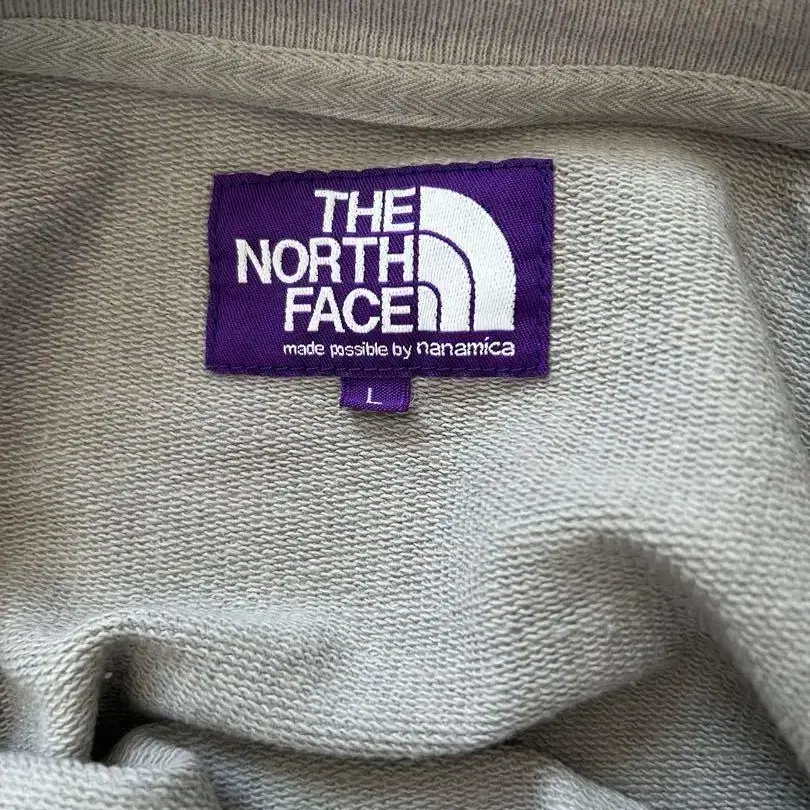 THE
NORTH
FACE
made possible by nanamica
L